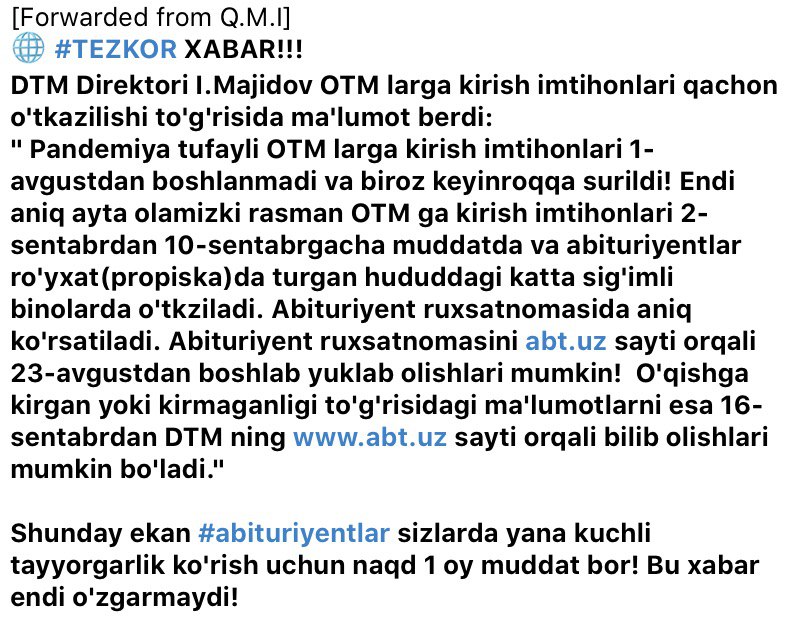 [Forwarded from Q.M.I]
🌐 #TEZKOR XABAR!!!
DTM Direktori I.Majidov OTM larga kirish imtihonlari qachon
o'tkazilishi to'g'risida ma'lumot berdi:
" Pandemiya tufayli OTM larga kirish imtihonlari 1-
avgustdan boshlanmadi va biroz keyinroqqa surildi! Endi
aniq ayta olamizki rasman OTM ga kirish imtihonlari 2-
sentabrdan 10-sentabrgacha muddatda va abituriyentlar
ro'yxat(propiska)da turgan hududdagi katta sig'imli
binolarda o'tkziladi. Abituriyent ruxsatnomasida aniq
ko'rsatiladi. Abituriyent ruxsatnomasini abt.uz sayti orqali
23-avgustdan boshlab yuklab olishlari mumkin!  O'qishga
kirgan yoki kirmaganligi to'g'risidagi ma'lumotlarni esa 16-
sentabrdan DTM ning www.abt.uz sayti orqali bilib olishlari
mumkin bo'ladi."
Shunday ekan #abituriyentlar sizlarda yana kuchli
tayyorgarlik ko'rish uchun naqd 1 oy muddat bor! Bu xabar
endi o'zgarmaydi!